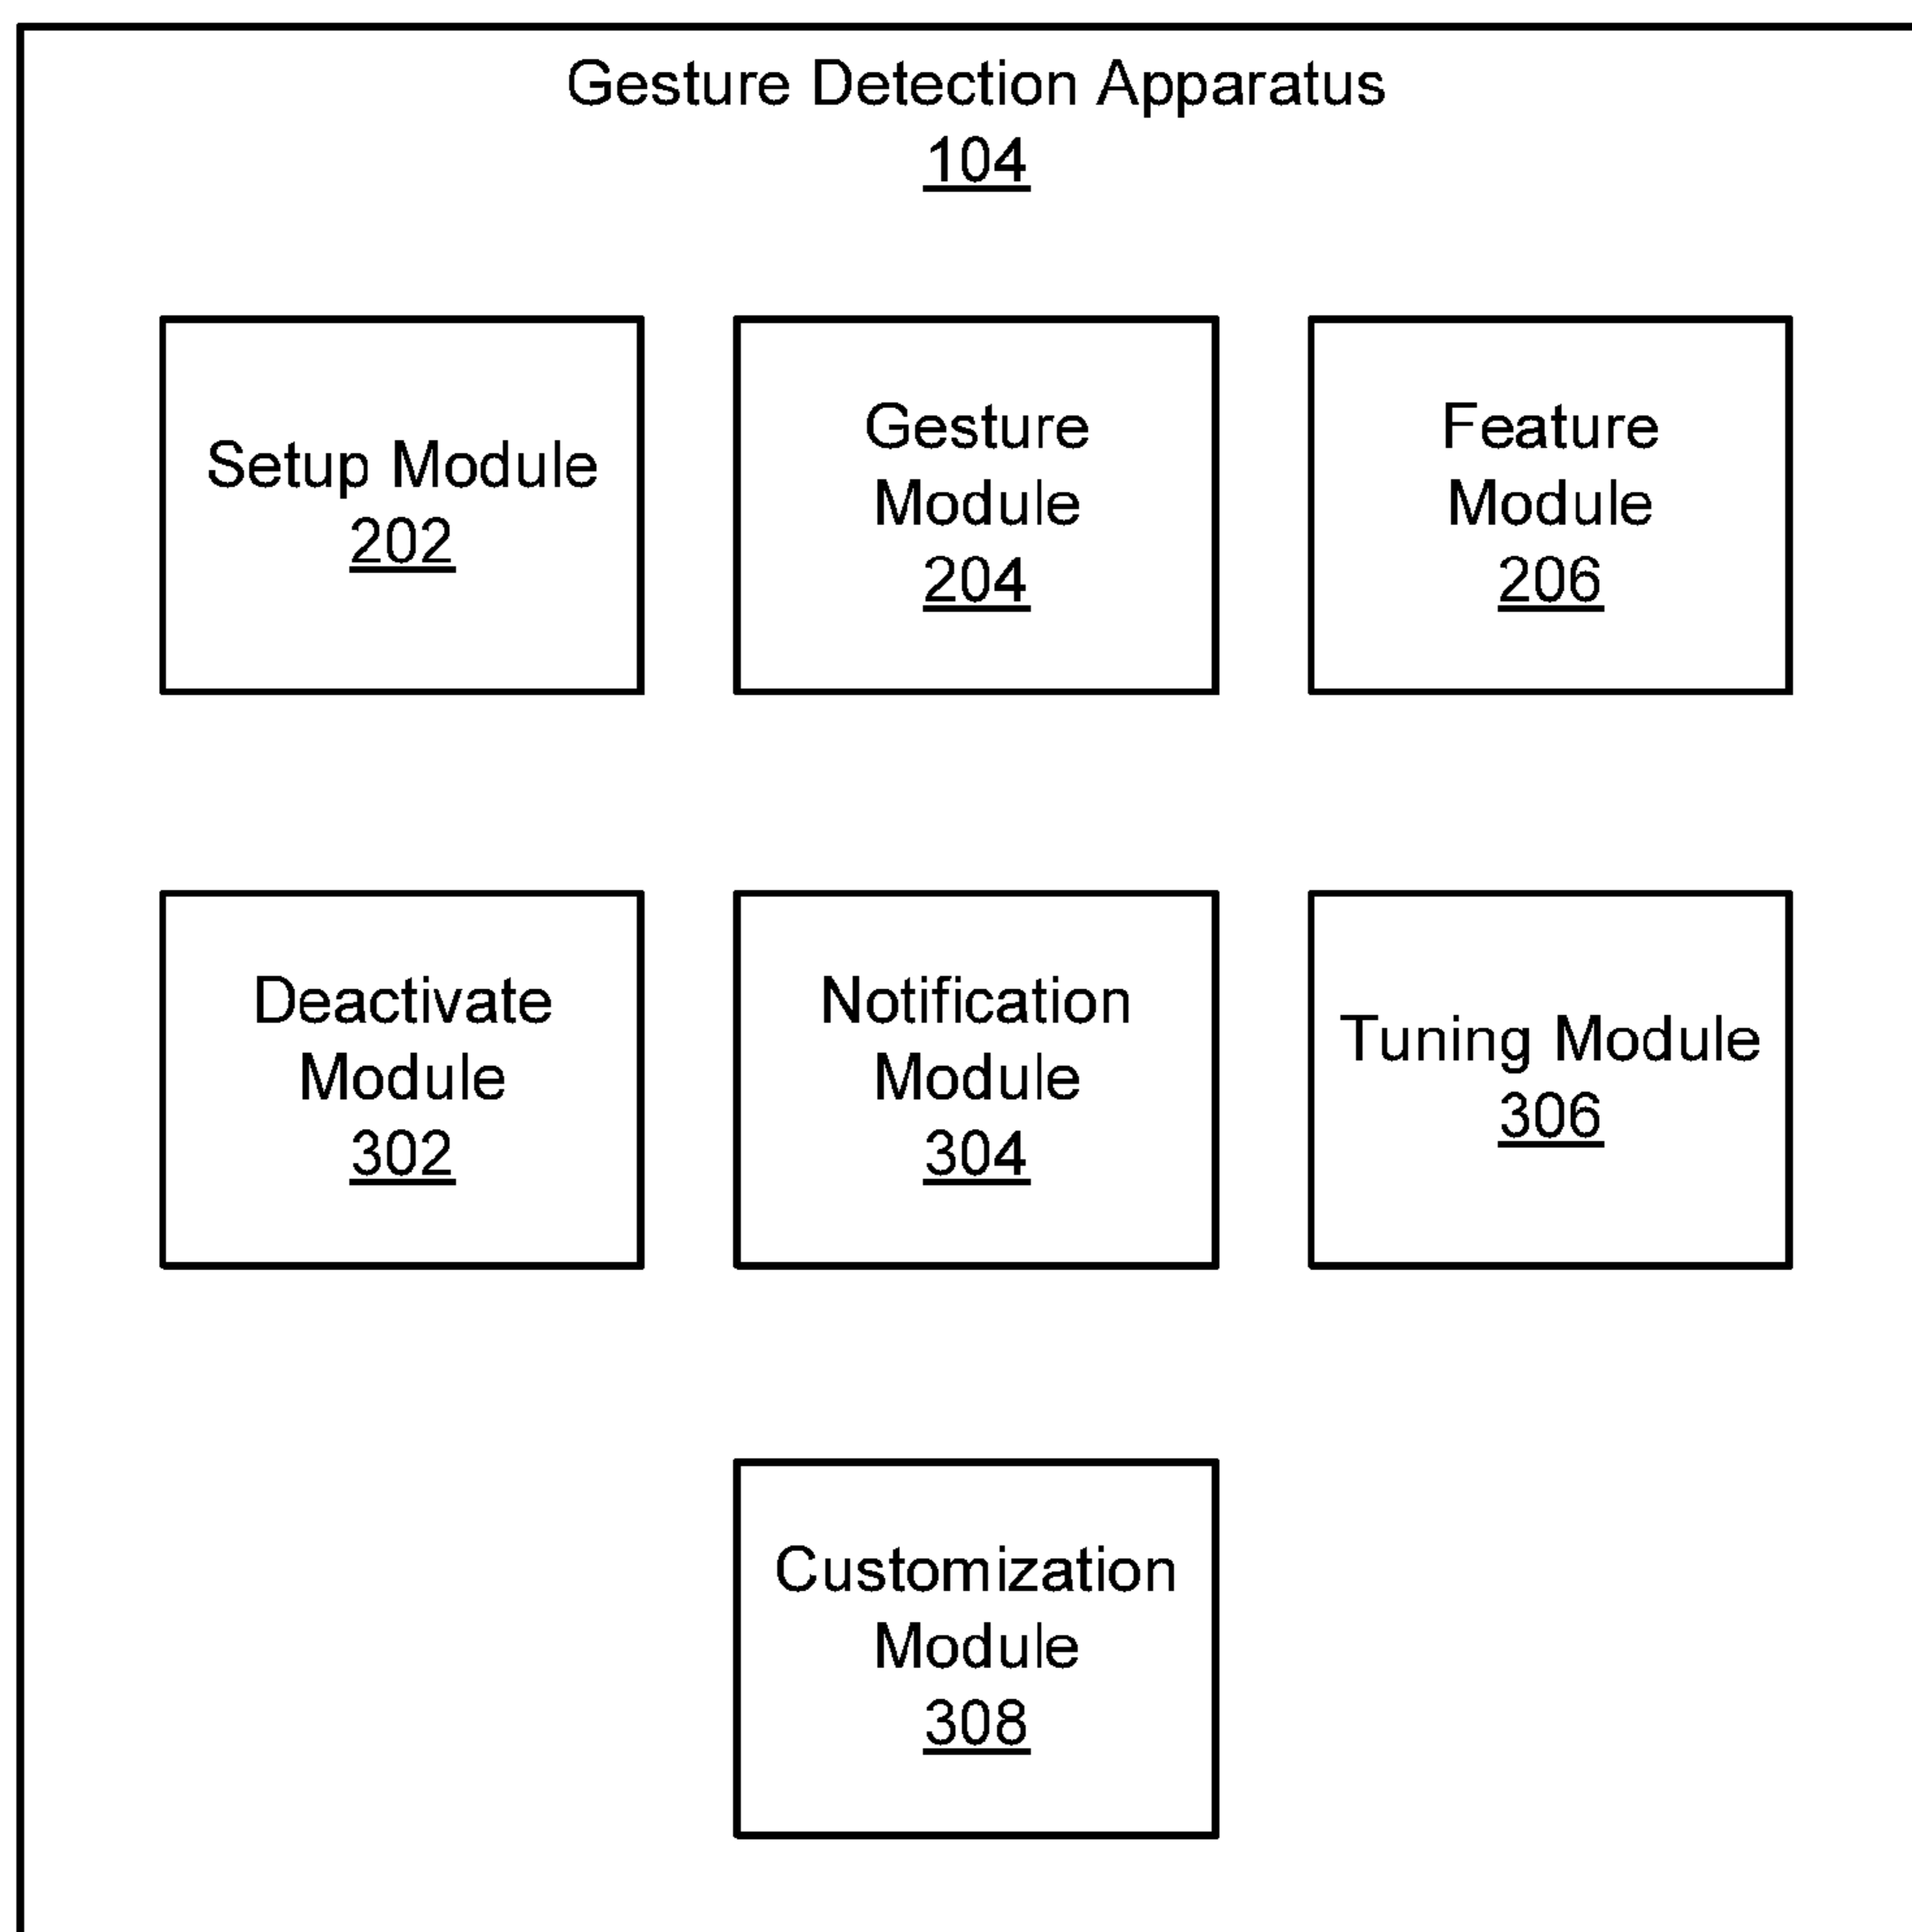 Gesture Detection Apparatus
104
Setup Module
202
Gesture
Module
204
Feature
Module
206
Deactivate
Module
302
Notification
Module
304
Tuning Module
306
Customization
Module
308